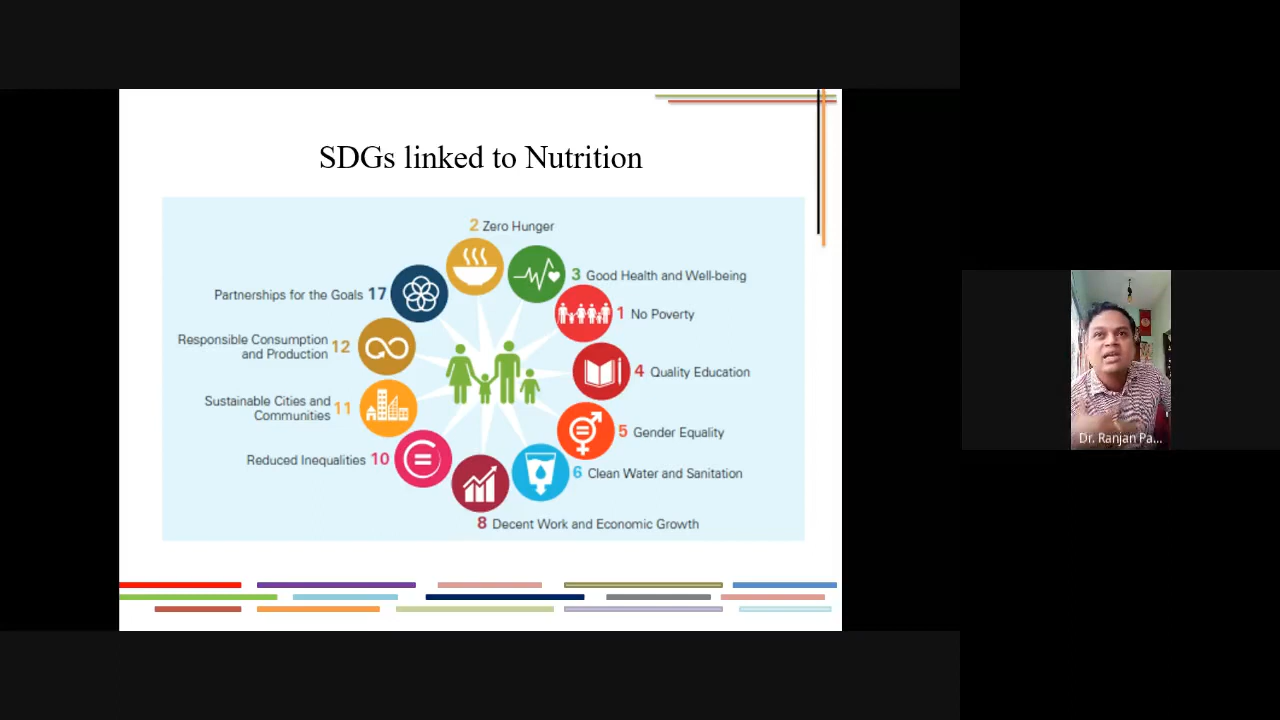 SDGs linked to Nutrition
2 Zero Hunger
3 Good Health and Well-being
Partnerships for the Goals 17
1 No Poverty
Responsible Consumption
and Production 12
4 Quality Education
Sustainable Cities and
Communities 11
5 Gender Equality
Reduced Inequalities 10
6 Clean Water and Sanitation
8 Decent Work and Economic Growth
Dr. Ranjan Pa...